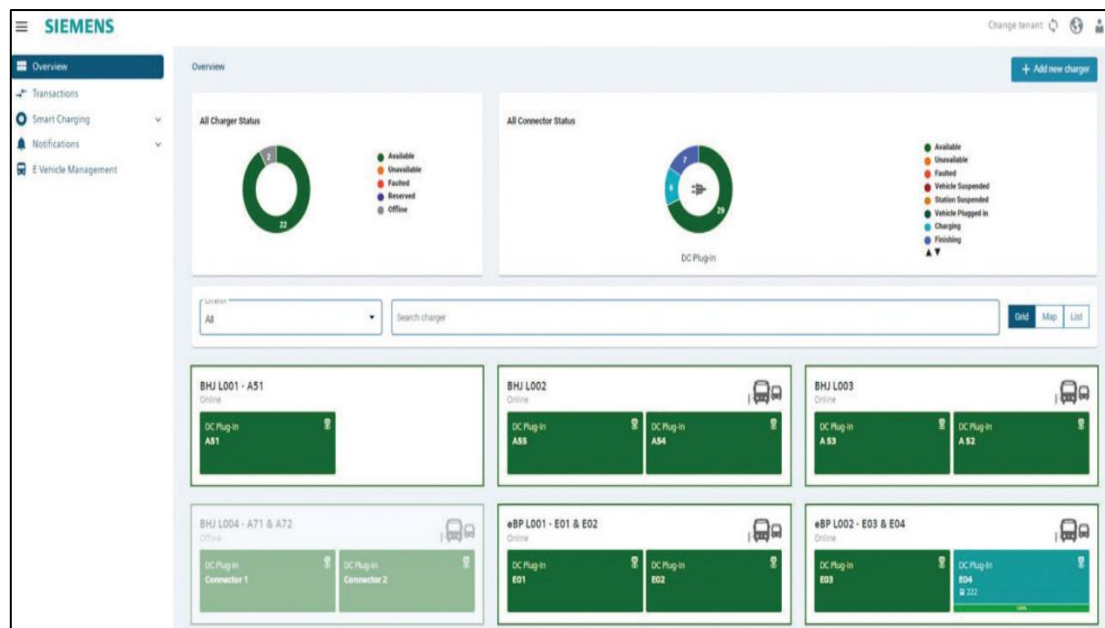 SIEMENS
Change tenant
Overview
Transactions
Smart Charging
Notifications
E Vehicle Management
Overview
+ Add new charger
All Charger Status
2
22
Available
Unavailable
Faulted
Reserved
Offline
All Connector Status
7
6
29
DC Plug-in
Available
Unavailable
Faulted
Vehicle Suspended
Station Suspended
Vehicle Plugged in
Charging
Finishing
Location
All
Search charger
Grid Map List
BHJ L001 - A51
Online
DC Plug-in
A51
BHJ L002
Online
DC Plug-in
A55
DC Plug-in
A54
BHJ L003
Online
DC Plug-in
A 53
DC Plug-in
A 52
BHJ L004 - A71 & A72
Offline
DC Plug-in
Connector 1
DC Plug-in
Connector 2
eBP L001 - E01 & E02
Online
DC Plug-in
E01
DC Plug-in
E02
eBP L002 - E03 & E04
Online
DC Plug-in
E03
DC Plug-in
E04
222